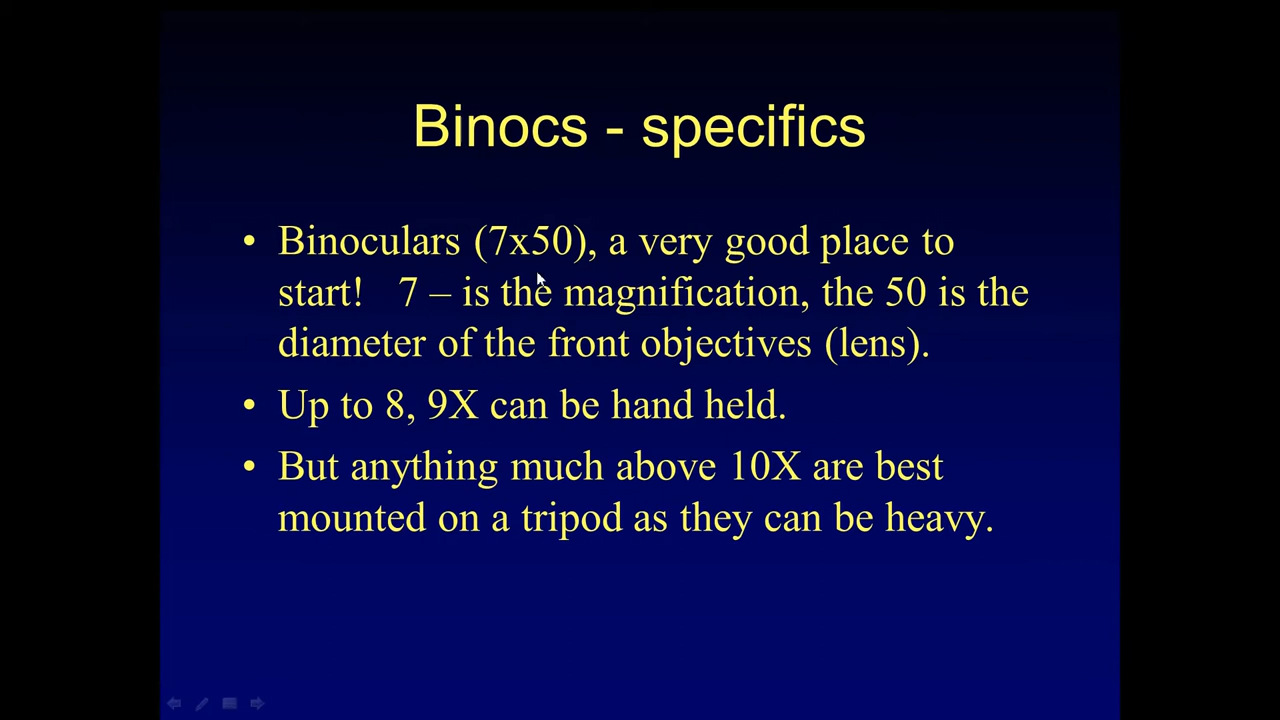 Binocs - specifics
• Binoculars (7x50), a very good place to
start!   7 – is the magnification, the 50 is the
diameter of the front objectives (lens).
• Up to 8, 9X can be hand held.
• But anything much above 10X are best
mounted on a tripod as they can be heavy.